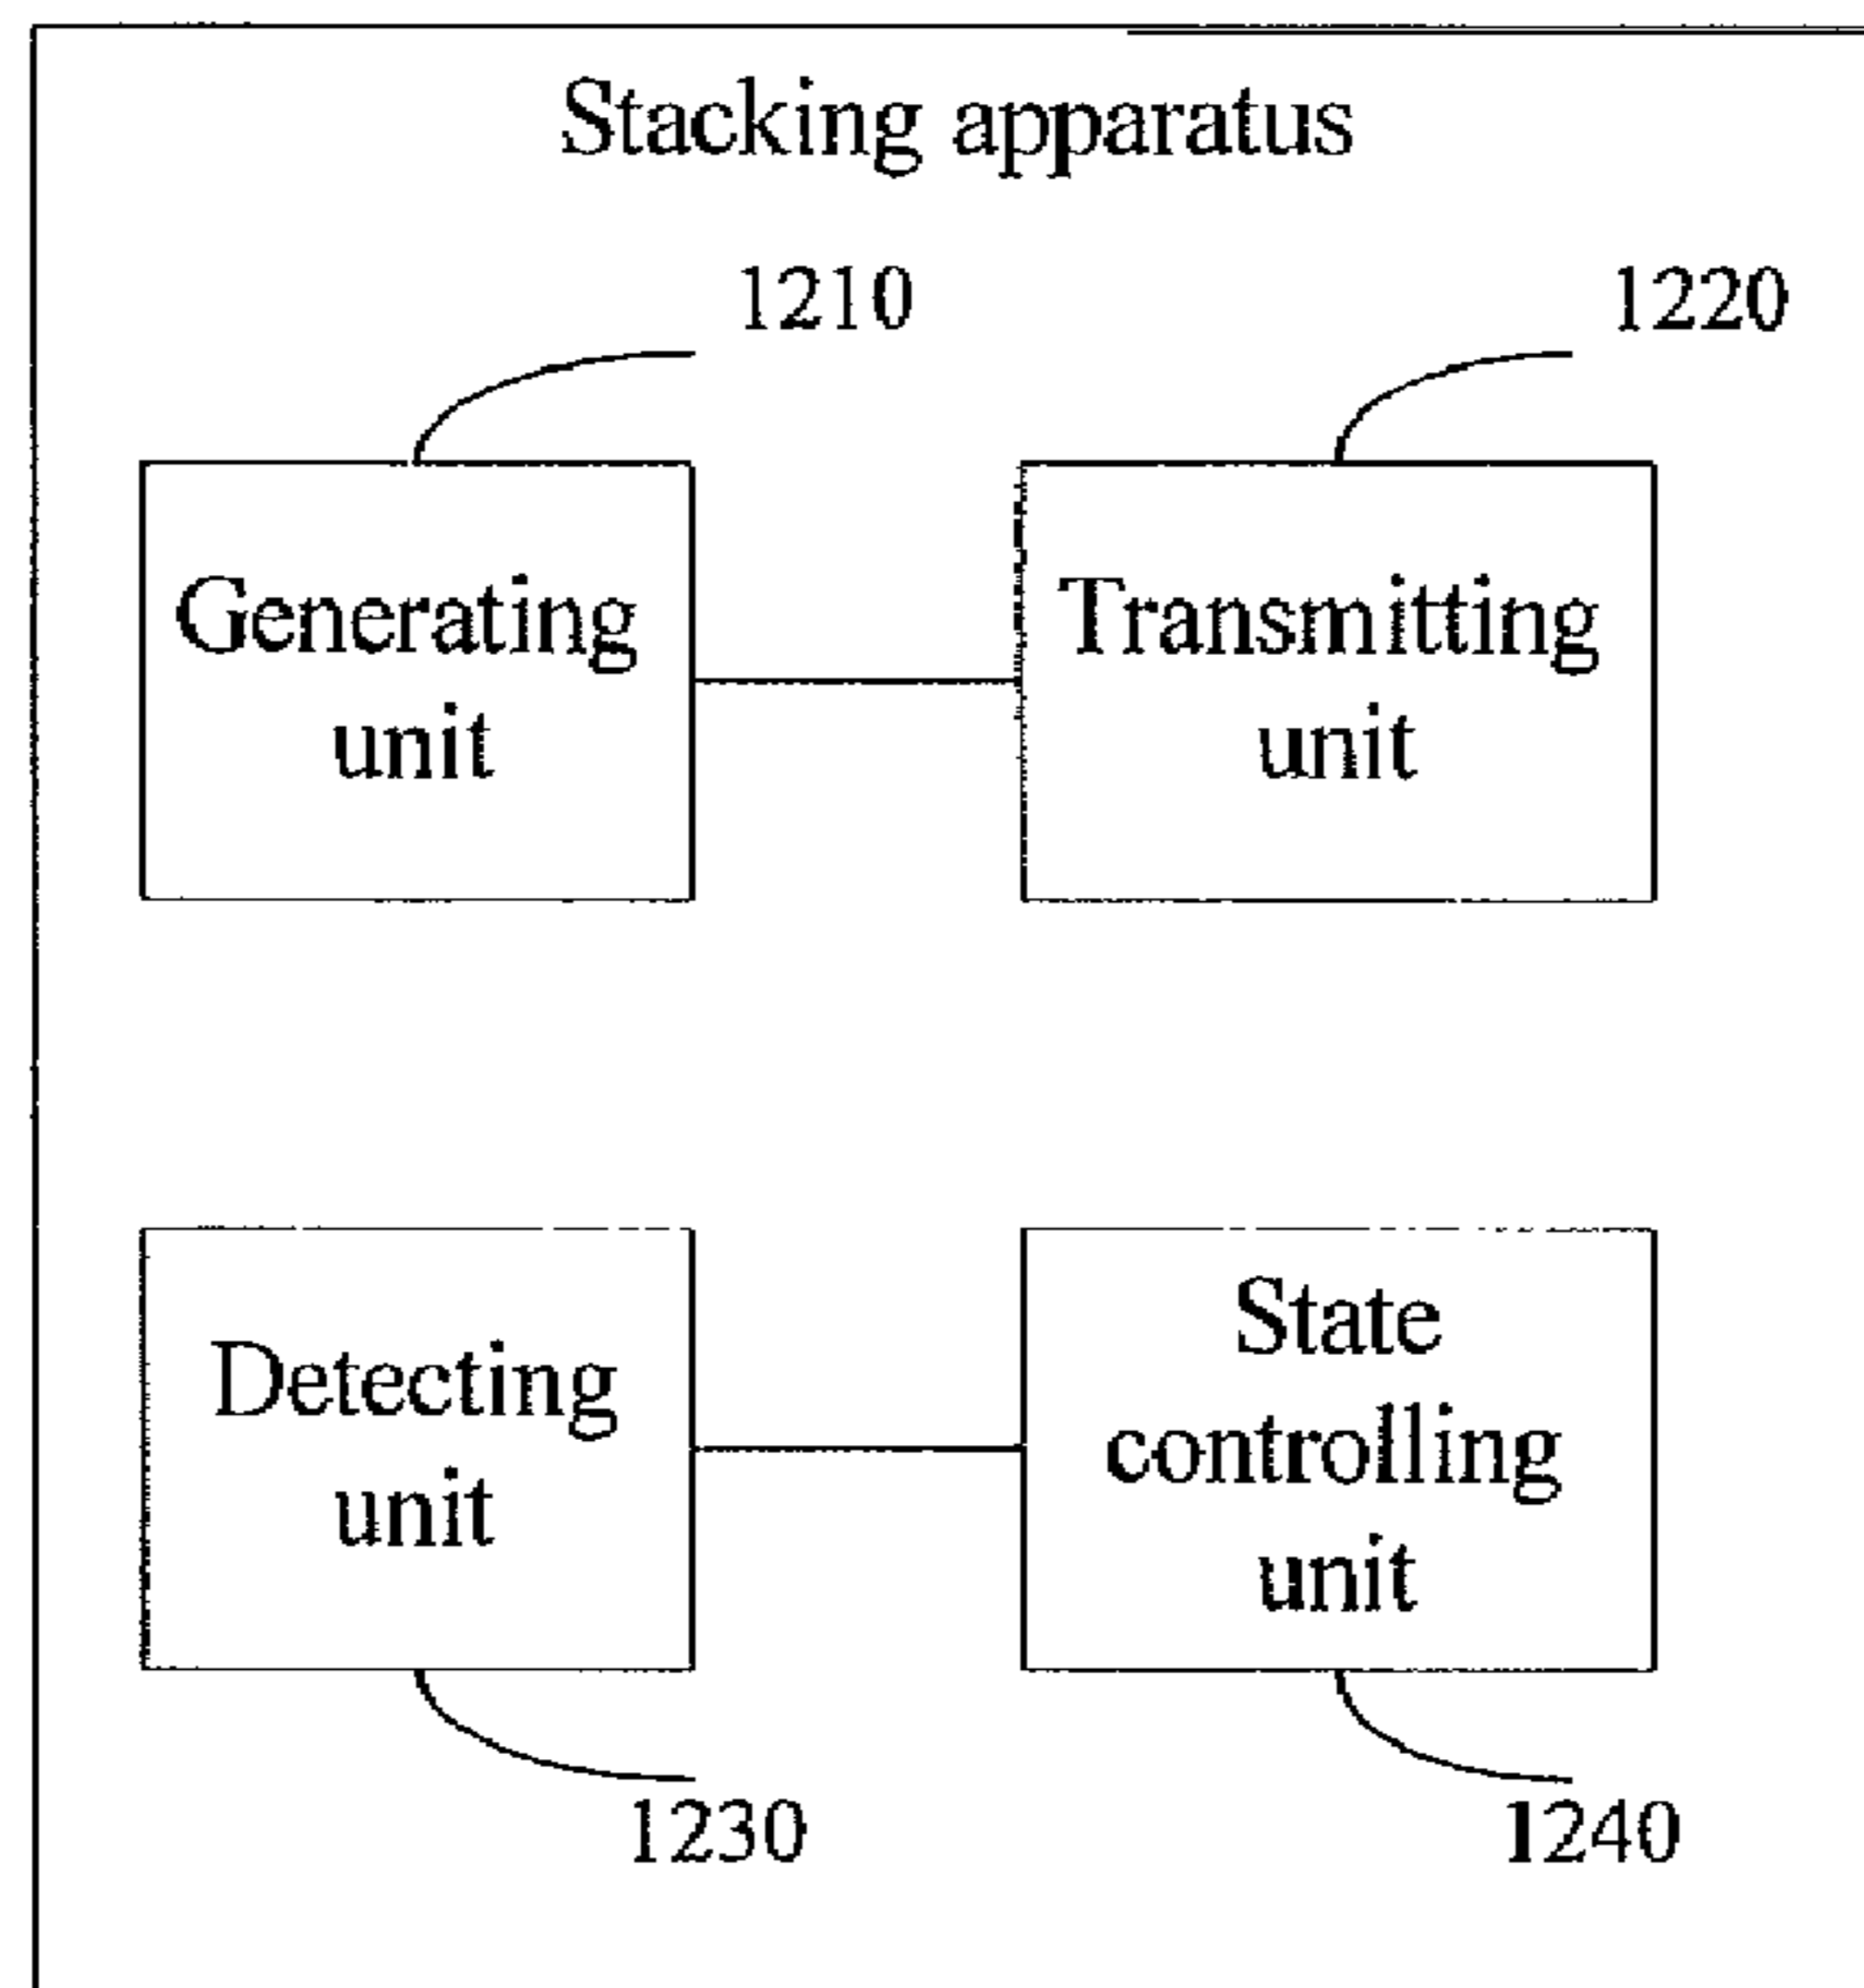 Stacking apparatus
1210
1220
Generating
unit
Transmitting
unit
Detecting
unit
State
controlling
unit
1230
1240